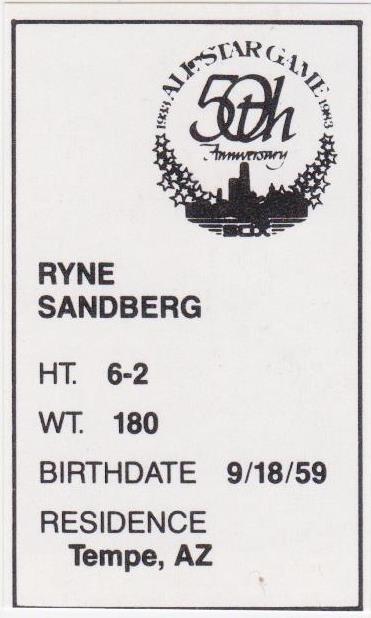 1933 ALL-STAR GAME 1983
50th
Anniversary
SOX
RYNE
SANDBERG
HT. 6-2
WT. 180
BIRTHDATE 9/18/59
RESIDENCE
Tempe, AZ